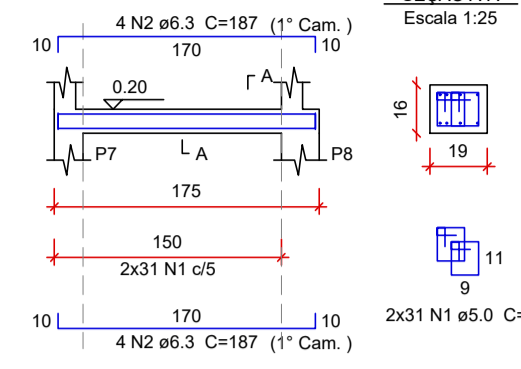 4 N2 ø6.3 C=187 (1° Cam. )
10 170 10
Escala 1:25
0.20
A
P7
A
P8
16
19
175
150
2x31 N1 c/5
11
9
2x31 N1 ø5.0 C=
10 170 10
4 N2 ø6.3 C=187 (1° Cam. )